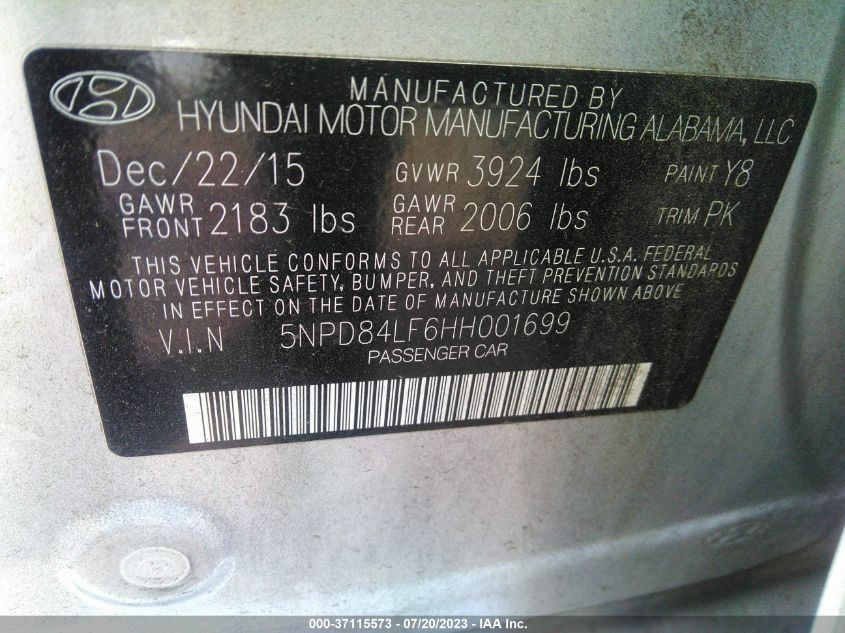 MANUFACTURED BY
HYUNDAI MOTOR MANUFACTURING ALABAMA, LLC
Dec/22/15 GVWR 3924 lbs PAINT Y8
GAWR FRONT 2183 lbs GAWR REAR 2006 lbs TRIM PK
THIS VEHICLE CONFORMS TO ALL APPLICABLE U.S.A. FEDERAL
MOTOR VEHICLE SAFETY, BUMPER, AND THEFT PREVENTION STANDARDS
IN EFFECT ON THE DATE OF MANUFACTURE SHOWN ABOVE
V.I.N 5NPD84LF6HH001699
PASSENGER CAR
000-37115573 - 07/20/2023 - © IAA Inc.